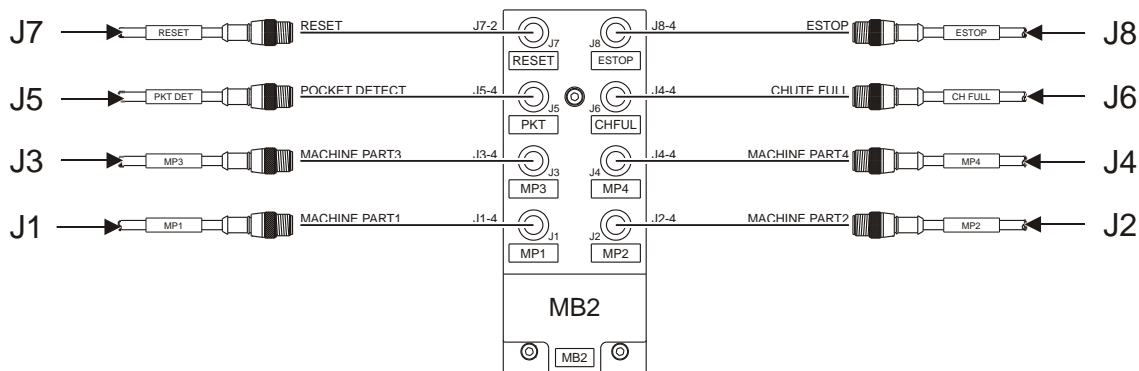 J7 RESET RESET J7-2 J7 J8 J8-4 ESTOP ESTOP J8
RESET ESTOP
J5 PKT DET POCKET DETECT J5-4 J5 J6 J4-4 CHUTE FULL CH FULL J6
PKT CHFUL
J3 MP3 MACHINE PART3 J3-4 J3 J4 J4-4 MACHINE PART4 MP4 J4
MP3 MP4
J1 MP1 MACHINE PART1 J1-4 J1 J2 J2-4 MACHINE PART2 MP2 J2
MP1 MP2
MB2
MB2